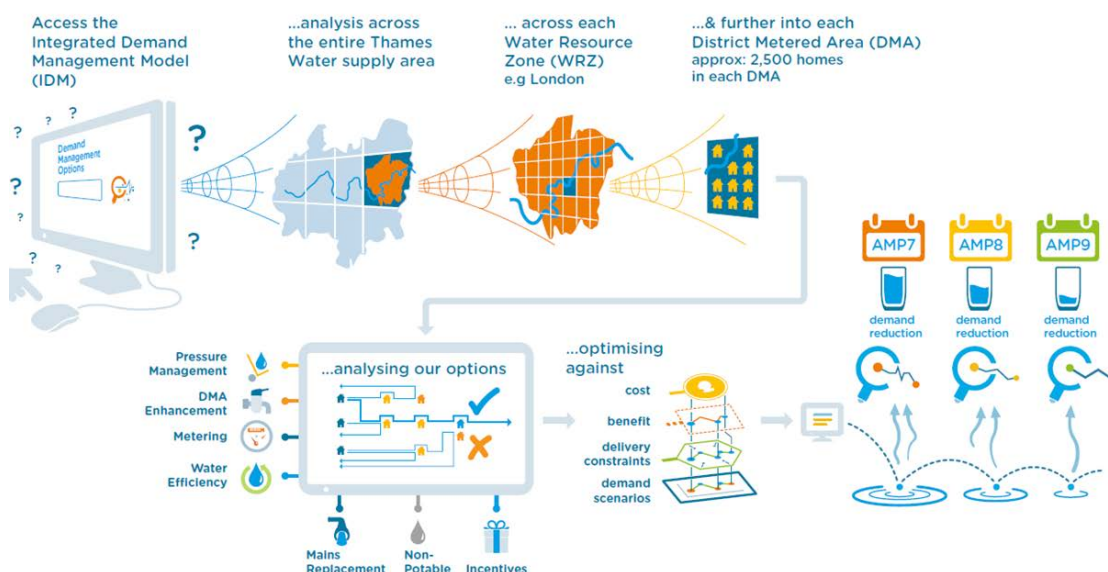 Access the
Integrated Demand
Management Model
(IDM)
...analysis across
the entire Thames
Water supply area
... across each
Water Resource
Zone (WRZ)
e.g London
...& further into each
District Metered Area (DMA)
approx: 2,500 homes
in each DMA
? ? ? ? ? ? ? ? ? ?
Demand
Management
Options
AMP7
AMP8
AMP9
demand
reduction
demand
reduction
demand
reduction
Pressure
Management
DMA
Enhancement
Metering
Water
Efficiency
...analysing our options
Mains
Replacement
Non-
Potable
Incentives
...optimising
against
cost
benefit
delivery
constraints
demand
scenarios